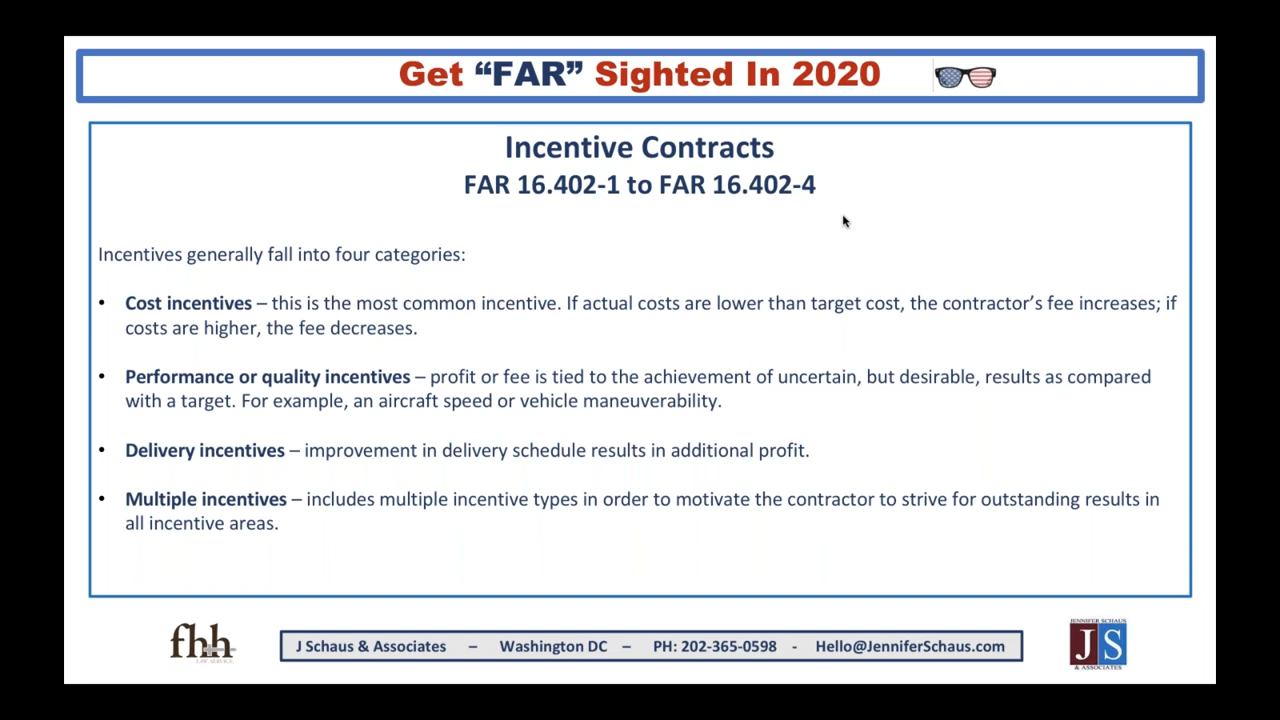 Get “FAR” Sighted In 2020
Incentive Contracts
FAR 16.402-1 to FAR 16.402-4
Incentives generally fall into four categories:
• Cost incentives – this is the most common incentive. If actual costs are lower than target cost, the contractor’s fee increases; if
costs are higher, the fee decreases.
• Performance or quality incentives – profit or fee is tied to the achievement of uncertain, but desirable, results as compared
with a target. For example, an aircraft speed or vehicle maneuverability.
• Delivery incentives – improvement in delivery schedule results in additional profit.
• Multiple incentives – includes multiple incentive types in order to motivate the contractor to strive for outstanding results in
all incentive areas.
fhh
LAW SERVICE
J Schaus & Associates – Washington DC – PH: 202-365-0598 - Hello@JenniferSchaus.com
JENNIFER SCHAUS
JS
& ASSOCIATES